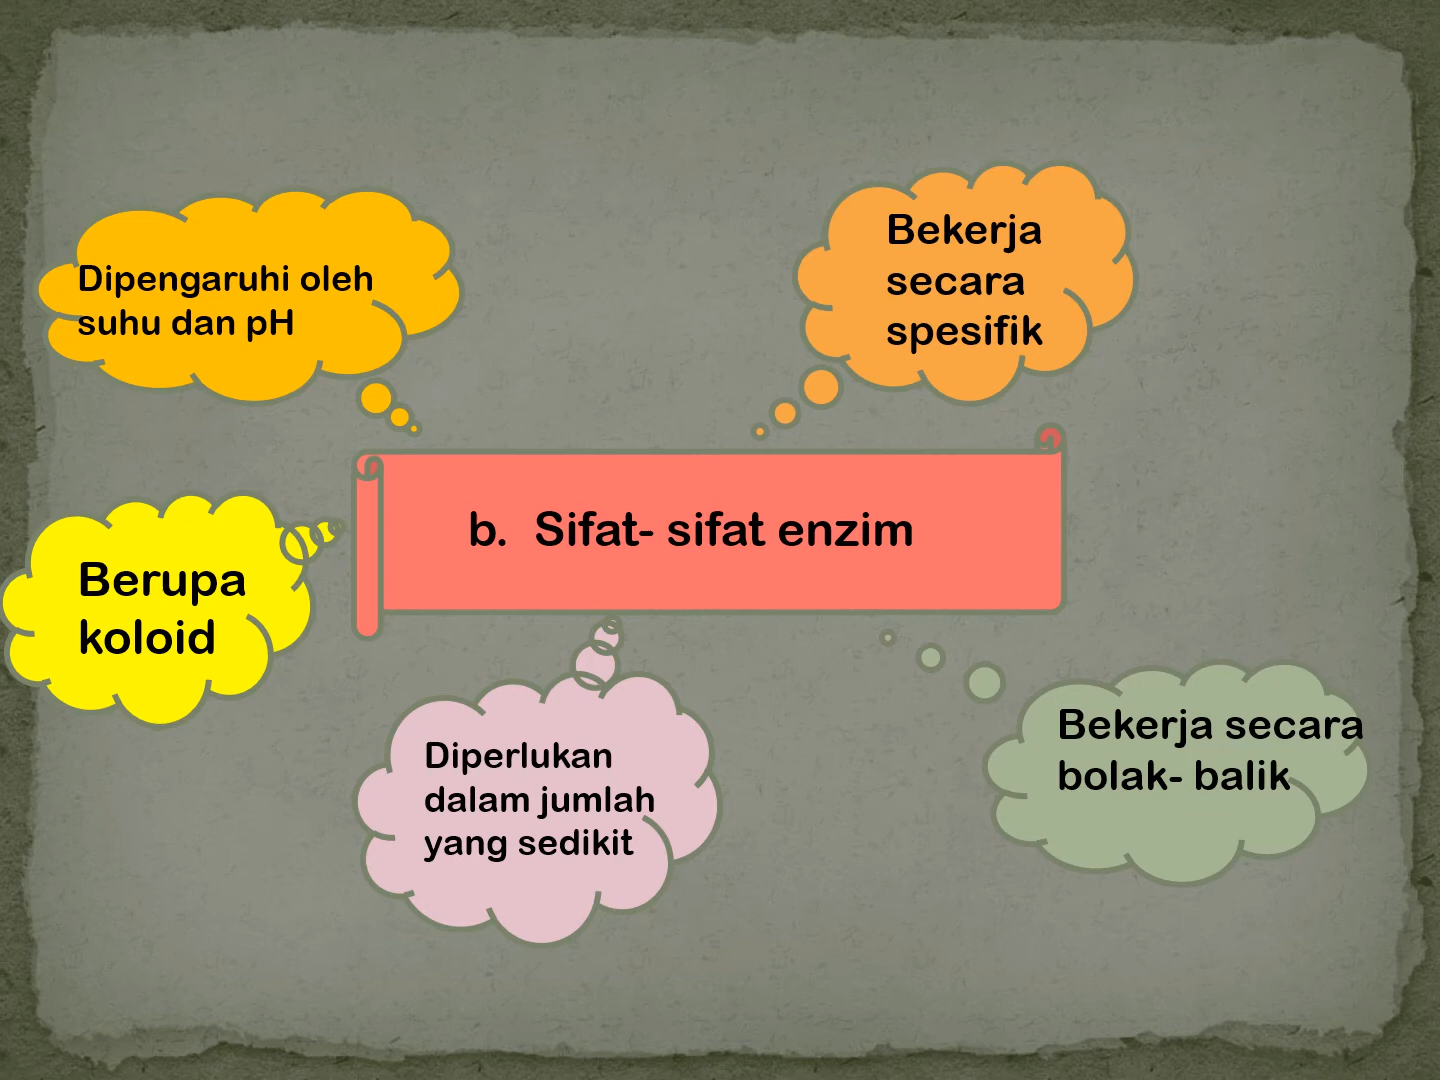 Dipengaruhi oleh
suhu dan pH
Bekerja
secara
spesifik
b. Sifat- sifat enzim
Berupa
koloid
Diperlukan
dalam jumlah
yang sedikit
Bekerja secara
bolak- balik